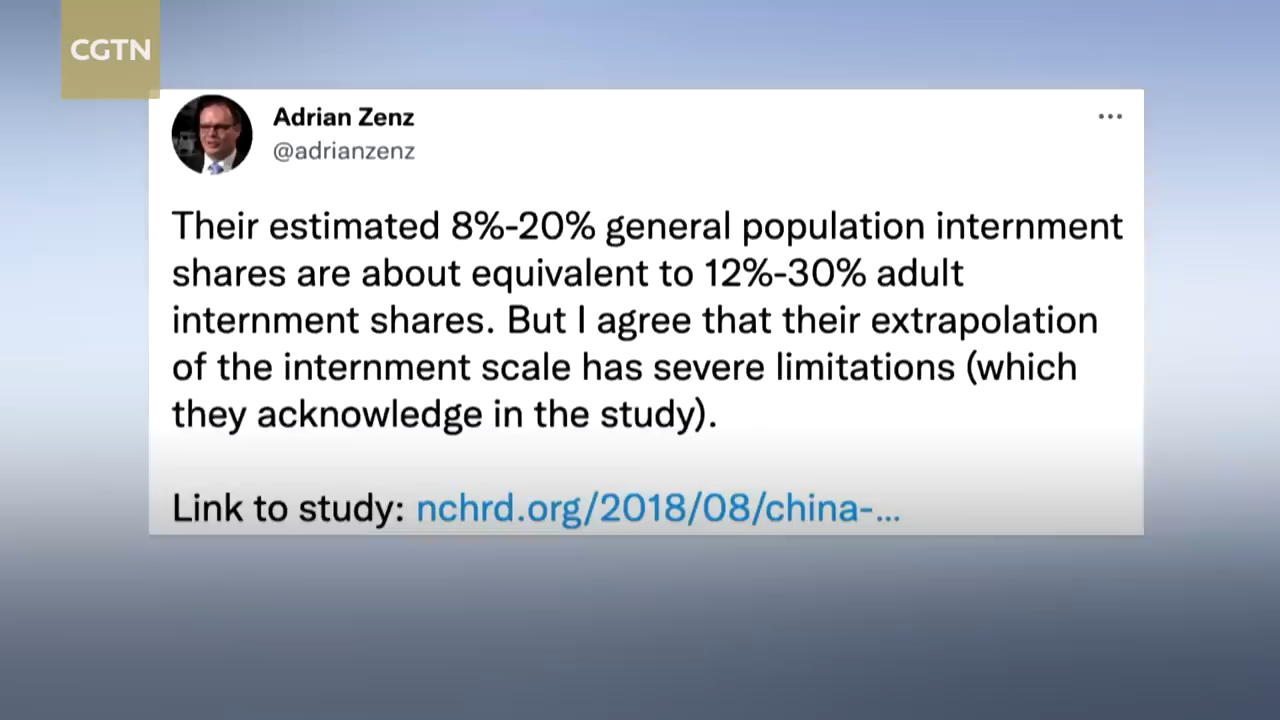 CGTN
Adrian Zenz
@adrianzenz
Their estimated 8%-20% general population internment
shares are about equivalent to 12%-30% adult
internment shares. But I agree that their extrapolation
of the internment scale has severe limitations (which
they acknowledge in the study).
Link to study: nchrd.org/2018/08/china-...